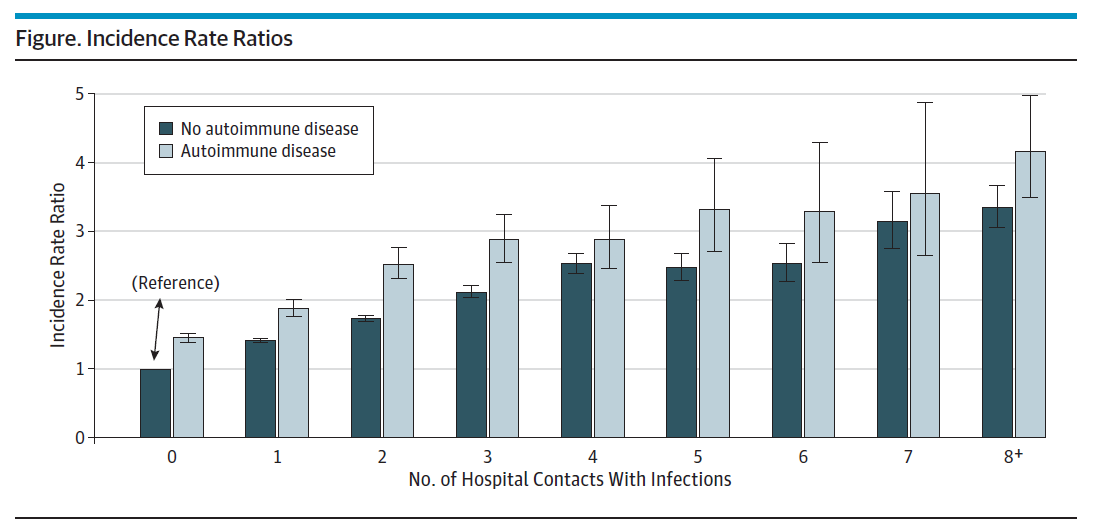 Figure. Incidence Rate Ratios
5
4
3
2
1
0
Incidence Rate Ratio
No autoimmune disease
Autoimmune disease
(Reference)
0 1 2 3 4 5 6 7 8+
No. of Hospital Contacts With Infections